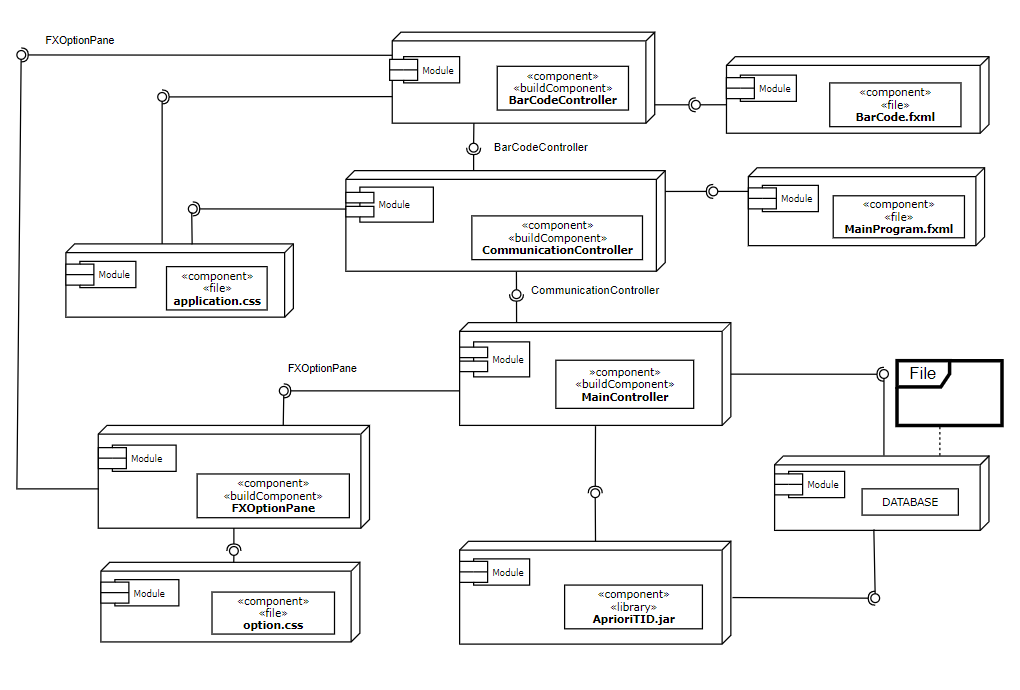 FXOptionPane
Module
«component»
«buildComponent»
BarCodeController
Module
«component»
«file»
BarCode.fxml
BarCodeController
Module
«component»
«buildComponent»
CommunicationController
Module
«component»
«file»
MainProgram.fxml
Module
«component»
«file»
application.css
CommunicationController
Module
»component»
«buildComponent»
MainController
FXOptionPane
File
Module
«component»
«buildComponent»
FXOptionPane
Module
DATABASE
Module
«component»
«file»
option.css
Module
«component»
«library»
AprioriTID.jar